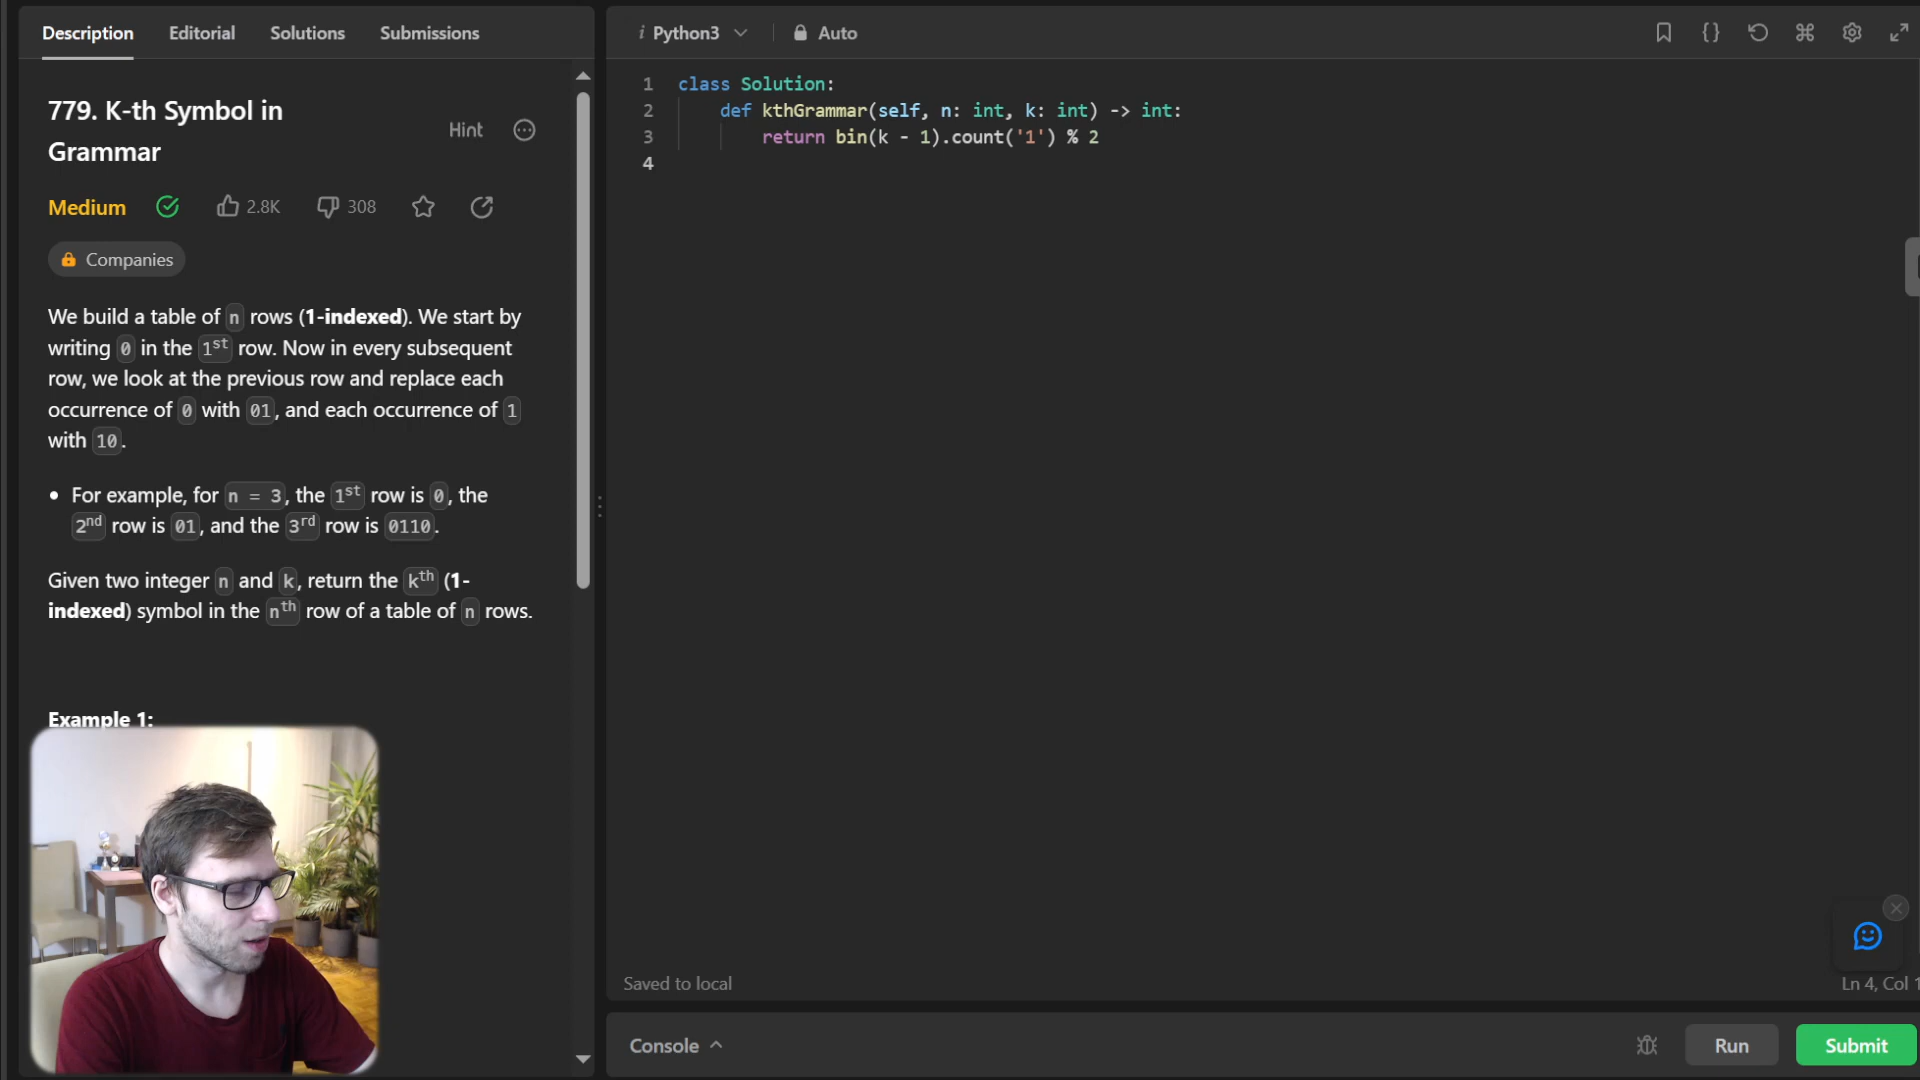 Description Editorial Solutions Submissions
779. K-th Symbol in
Grammar
Hint
Medium 2.8K 308
Companies
We build a table of n rows (1-indexed). We start by
writing 0 in the 1st row. Now in every subsequent
row, we look at the previous row and replace each
occurrence of 0 with 01, and each occurrence of 1
with 10.
• For example, for n = 3, the 1st row is 0, the
2nd row is 01, and the 3rd row is 0110.
Given two integer n and k, return the kth (1-
indexed) symbol in the nth row of a table of n rows.
Example 1:
i Python3 Auto
1 class Solution:
2 def kthGrammar(self, n: int, k: int) -> int:
3 return bin(k - 1).count('1') % 2
4
Saved to local
Ln 4, Col 1
Console
Run
Submit